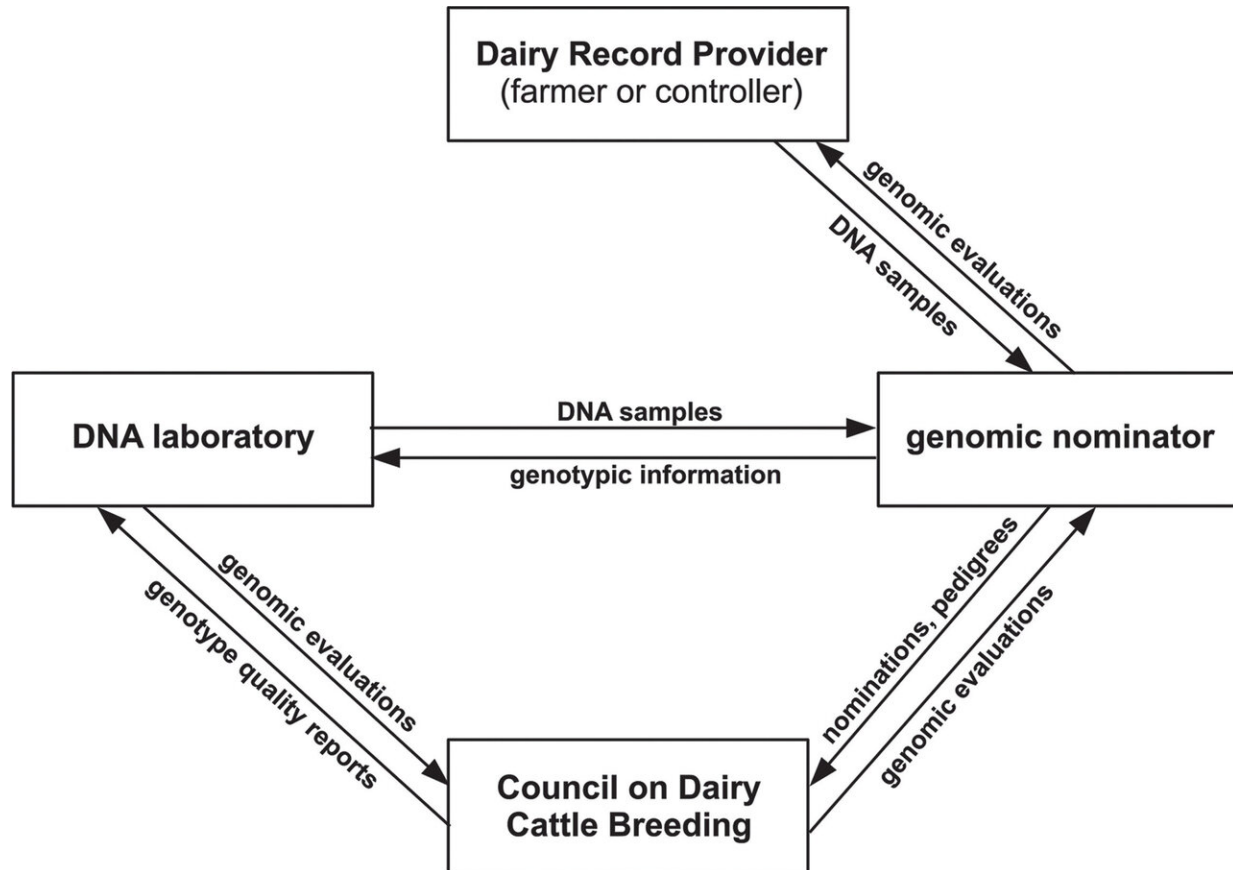 Dairy Record Provider
(farmer or controller)
genomic evaluations
DNA samples
DNA laboratory
DNA samples
genotypic information
genomic nominator
genomic evaluations
genotype quality reports
nominations, pedigrees
genomic evaluations
Council on Dairy
Cattle Breeding